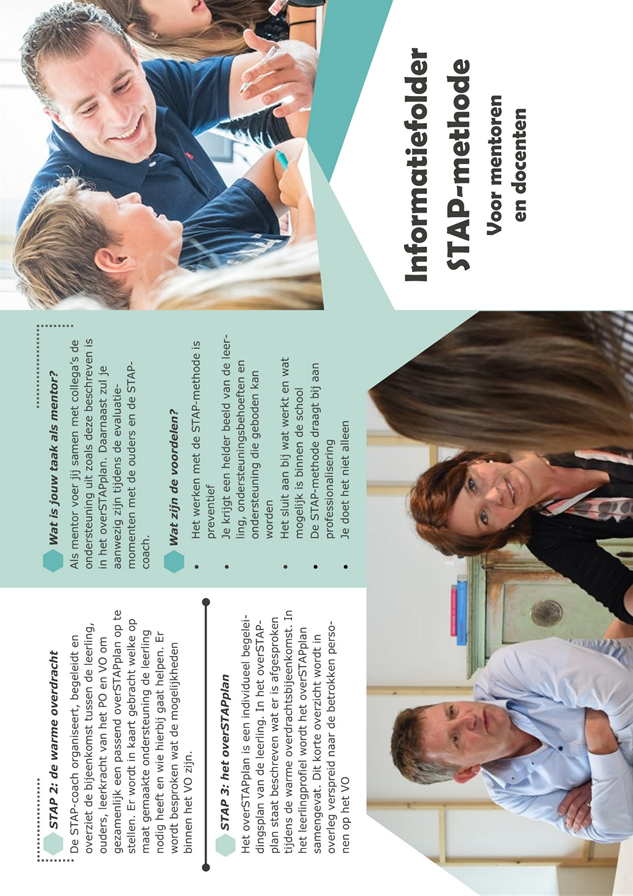 STAP 2: de warme overdracht
De STAP-coach organiseert, begeleidt en
overziet de bijeenkomst tussen de leerling,
ouders, leerkracht van het PO en VO om
gezamenlijk een passend overSTAPplan op te
stellen. Er wordt in kaart gebracht welke op
maat gemaakte ondersteuning de leerling
nodig heeft en wie hierbij gaat helpen. Er
wordt besproken wat de mogelijkheden
binnen het VO zijn.
STAP 3: het overSTAPplan
Het overSTAPplan is een individueel begelei-
dingsplan van de leerling. In het overSTAP-
plan staat beschreven wat er is afgesproken
tijdens de warme overdrachtsbijeenkomst. In
het leerlingprofiel wordt het overSTAPplan
samengevat. Dit korte overzicht wordt in
overleg verspreid naar de betrokken perso-
nen op het VO
Wat is jouw taak als mentor?
Als mentor voer jij samen met collega's de
ondersteuning uit zoals deze beschreven is
in het overSTAPplan. Daarnaast zul je
aanwezig zijn tijdens de evaluatie-
momenten met de ouders en de STAP-
coach.
Wat zijn de voordelen?
• Het werken met de STAP-methode is
preventief
• Je krijgt een helder beeld van de leer-
ling, ondersteuningsbehoeften en
ondersteuning die geboden kan
worden
• Het sluit aan bij wat werkt en wat
mogelijk is binnen de school
• De STAP-methode draagt bij aan
professionalisering
• Je doet het niet alleen
Informatiefolder
STAP-methode
Voor mentoren
en docenten